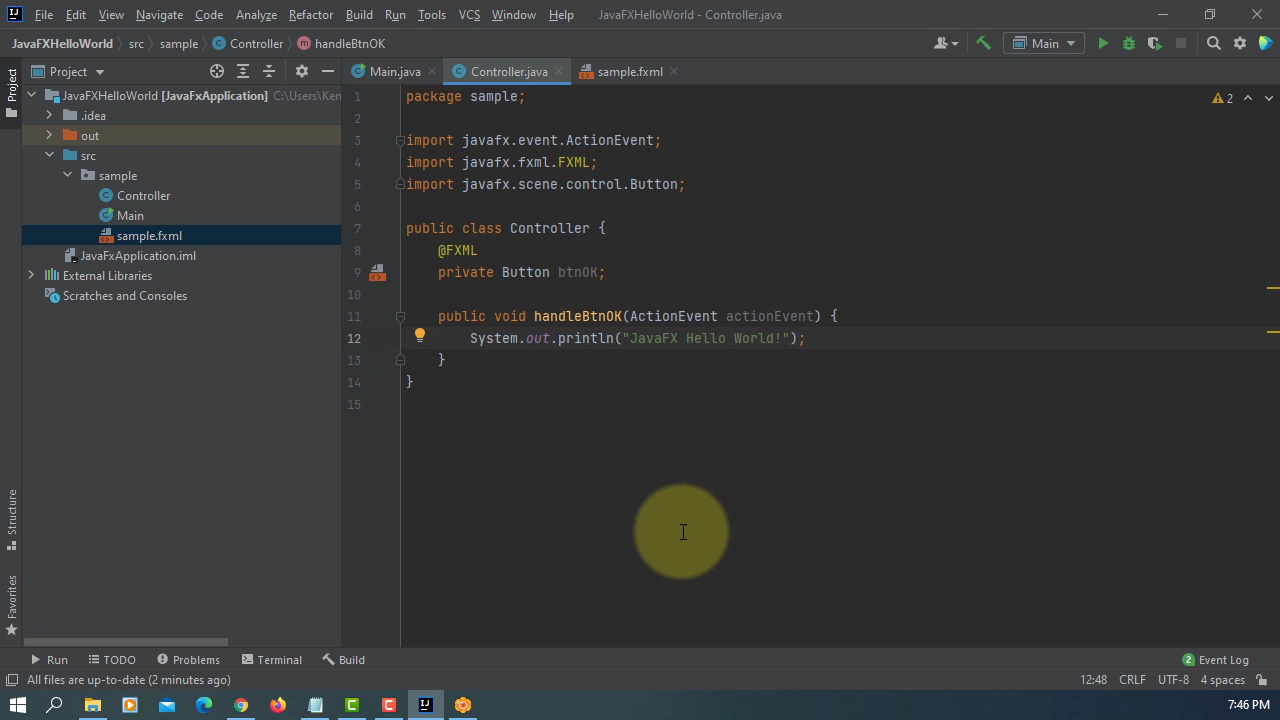 File Edit View Navigate Code Analyze Refactor Build Run Tools VCS Window Help JavaFXHelloWorld - Controller.java
JavaFXHelloWorld src sample Controller handleBtnOK Main
Project
Project
Main.java Controller.java sample.fxml
JavaFXHelloWorld [JavaFxApplication] C:\Users\Ken
.idea
out
src
sample
Controller
Main
sample.fxml
JavaFxApplication.iml
External Libraries
Scratches and Consoles
2
1 package sample;
2
3 import javafx.event.ActionEvent;
4 import javafx.fxml.FXML;
5 import javafx.scene.control.Button;
6
7 public class Controller {
8 @FXML
9 private Button btnOK;
10
11 public void handleBtnOK(ActionEvent actionEvent) {
12 System.out.println("JavaFX Hello World!");
13 }
14 }
15
Structure
Favorites
Run TODO Problems Terminal Build 2 Event Log
All files are up-to-date (2 minutes ago) 12:48 CRLF UTF-8 4 spaces
7:46 PM